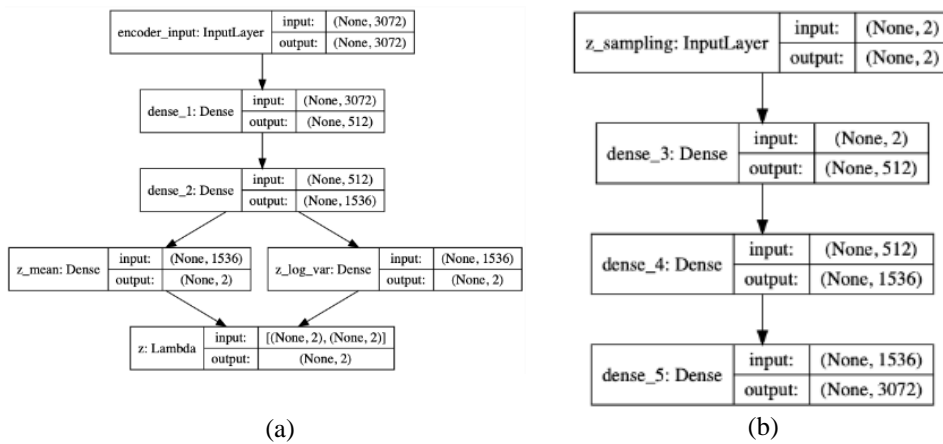 encoder_input: InputLayer
input: (None, 3072)
output: (None, 3072)
dense_1: Dense
input: (None, 3072)
output: (None, 512)
dense_2: Dense
input: (None, 512)
output: (None, 1536)
z_mean: Dense
input: (None, 1536)
output: (None, 2)
z_log_var: Dense
input: (None, 1536)
output: (None, 2)
z: Lambda
input: [(None, 2), (None, 2)]
output: (None, 2)
(a)
z_sampling: InputLayer
input: (None, 2)
output: (None, 2)
dense_3: Dense
input: (None, 2)
output: (None, 512)
dense_4: Dense
input: (None, 512)
output: (None, 1536)
dense_5: Dense
input: (None, 1536)
output: (None, 3072)
(b)